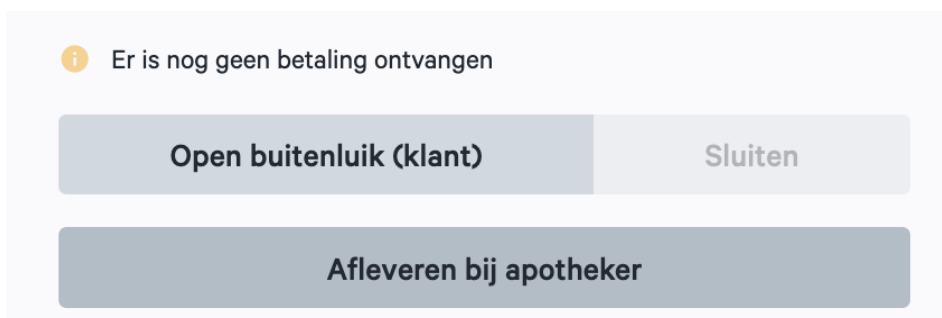 Er is nog geen betaling ontvangen
Open buitenluik (klant)
Sluiten
Afleveren bij apotheker